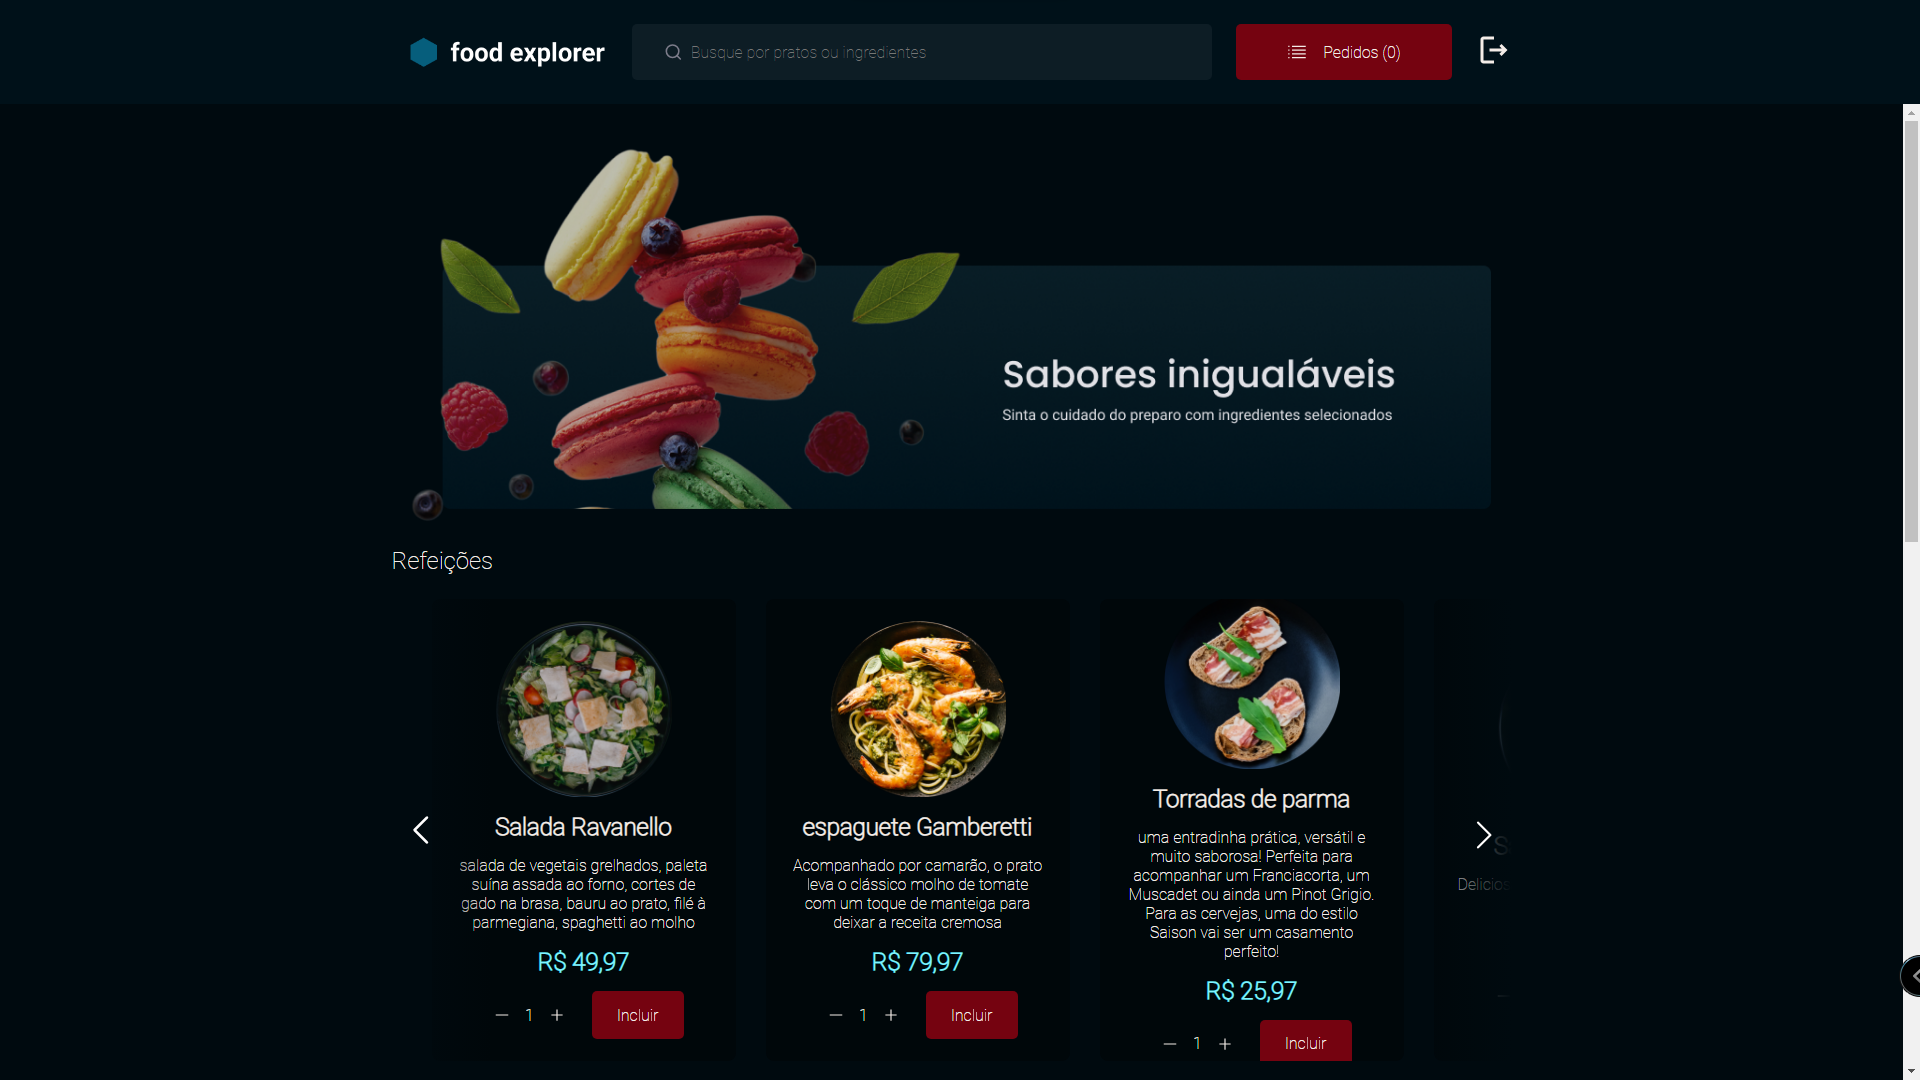 food explorer
Busque por pratos ou ingredientes
Pedidos (0)
Sabores inigualáveis
Sinta o cuidado do preparo com ingredientes selecionados
Refeições
Salada Ravanello
salada de vegetais grelhados, paleta
suína assada ao forno, cortes de
gado na brasa, bauru ao prato, filé à
parmegiana, spaghetti ao molho
R$ 49,97
1
Incluir
espaguete Gamberetti
Acompanhado por camarão, o prato
leva o clássico molho de tomate
com um toque de manteiga para
deixar a receita cremosa
R$ 79,97
1
Incluir
Torradas de parma
uma entradinha prática, versátil e
muito saborosa! Perfeita para
acompanhar um Franciacorta, um
Muscadet ou ainda um Pinot Grigio.
Para as cervejas, uma do estilo
Saison vai ser um casamento
perfeito!
R$ 25,97
1
Incluir
S